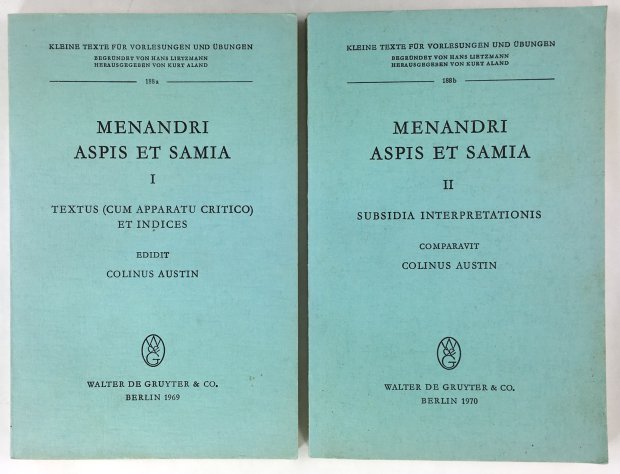 KLEINE TEXTE FÜR VORLESUNGEN UND ÜBUNGEN
BEGRÜNDET VON HANS LIETZMANN
HERAUSGEGEBEN VON KURT ALAND
188a
MENANDRI
ASPIS ET SAMIA
I
TEXTUS (CUM APPARATU CRITICO)
ET INDICES
EDIDIT
COLINUS AUSTIN
WALTER DE GRUYTER & CO.
BERLIN 1969
KLEINE TEXTE FÜR VORLESUNGEN UND ÜBUNGEN
BEGRÜNDET VON HANS LIETZMANN
HERAUSGEGEBEN VON KURT ALAND
188b
MENANDRI
ASPIS ET SAMIA
II
SUBSIDIA INTERPRETATIONIS
COMPARAVIT
COLINUS AUSTIN
WALTER DE GRUYTER & CO.
BERLIN 1970